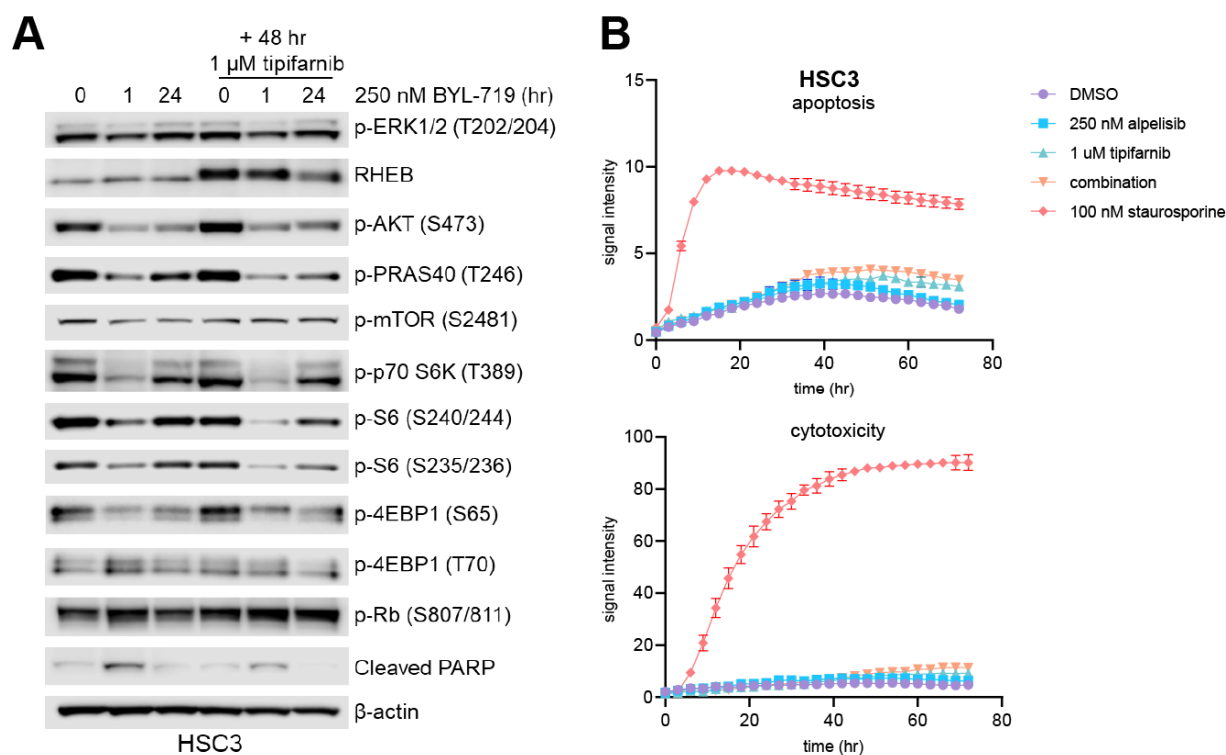 A
+ 48 hr
1 µM tipifarnib
0 1 24 0 1 24 250 nM BYL-719 (hr)
p-ERK1/2 (T202/204)
RHEB
p-AKT (S473)
p-PRAS40 (T246)
p-mTOR (S2481)
p-p70 S6K (T389)
p-S6 (S240/244)
p-S6 (S235/236)
p-4EBP1 (S65)
p-4EBP1 (T70)
p-Rb (S807/811)
Cleaved PARP
β-actin
HSC3
B
HSC3
apoptosis
signal intensity
15
10
5
0
0 20 40 60 80
time (hr)
DMSO
250 nM alpelisib
1 uM tipifarnib
combination
100 nM staurosporine
cytotoxicity
signal intensity
100
80
60
40
20
0
0 20 40 60 80
time (hr)